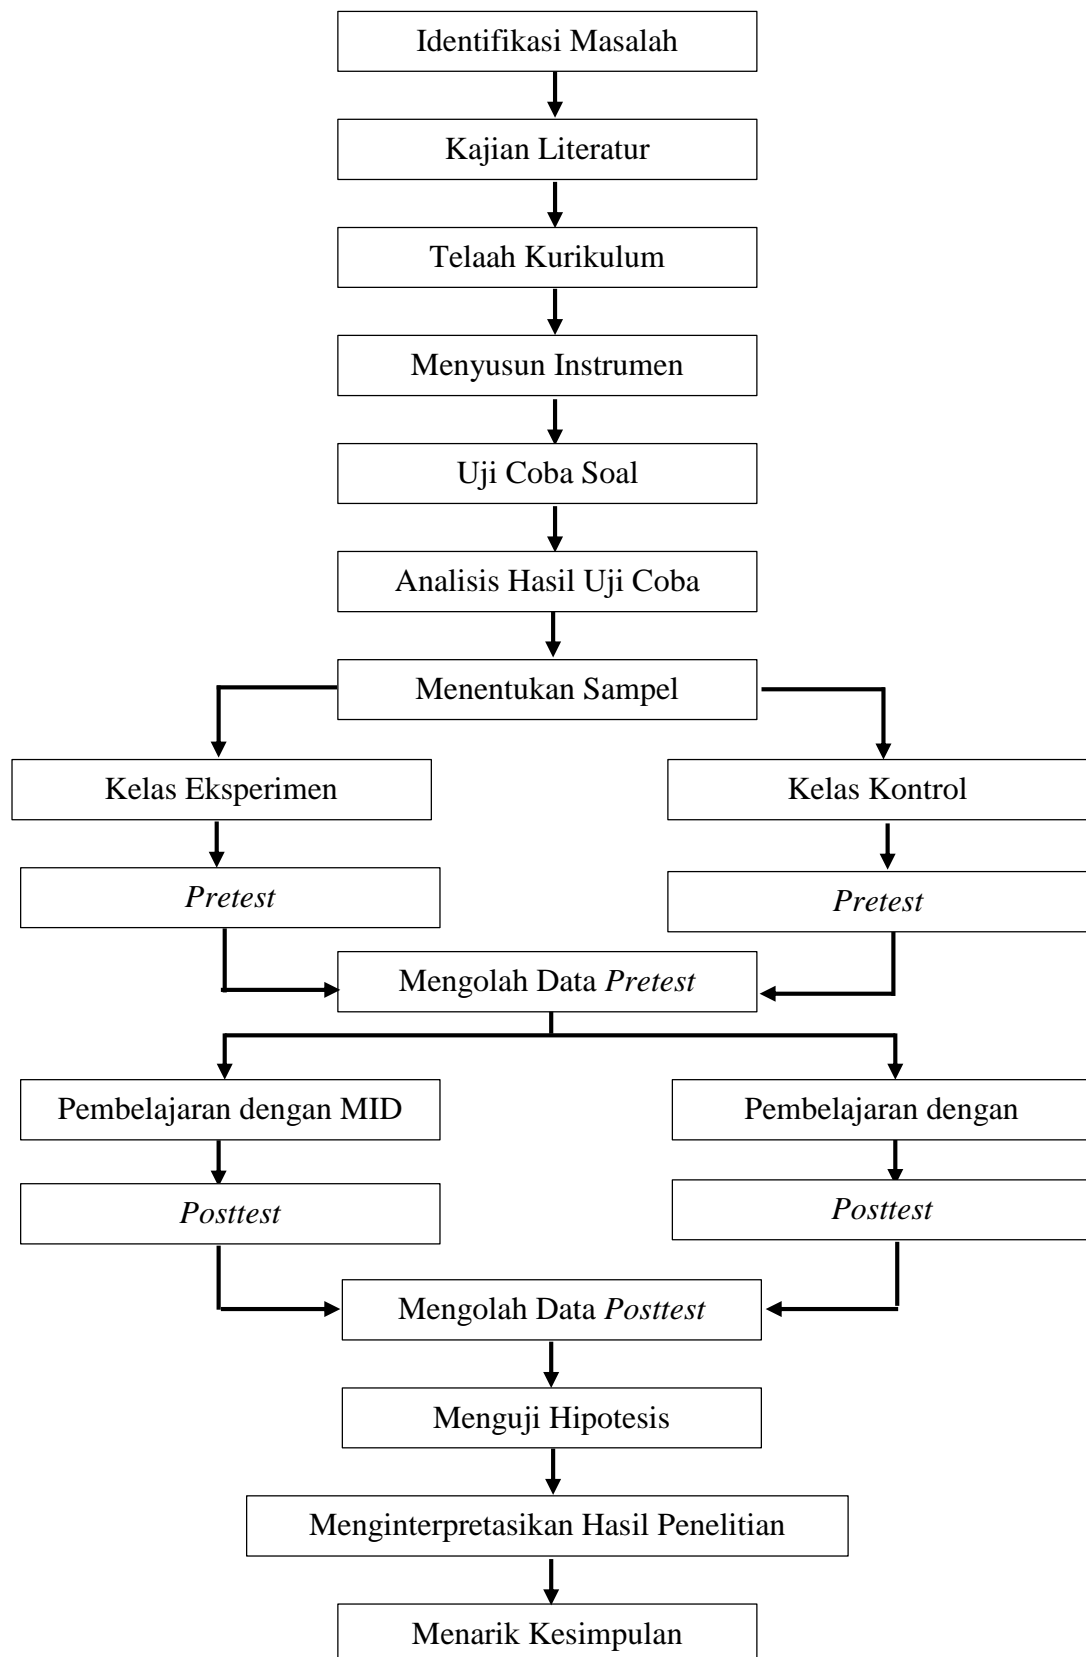 Identifikasi Masalah
Kajian Literatur
Telaah Kurikulum
Menyusun Instrumen
Uji Coba Soal
Analisis Hasil Uji Coba
Menentukan Sampel
Kelas Eksperimen
Kelas Kontrol
Pretest
Pretest
Mengolah Data Pretest
Pembelajaran dengan MID
Pembelajaran dengan
Posttest
Posttest
Mengolah Data Posttest
Menguji Hipotesis
Menginterpretasikan Hasil Penelitian
Menarik Kesimpulan